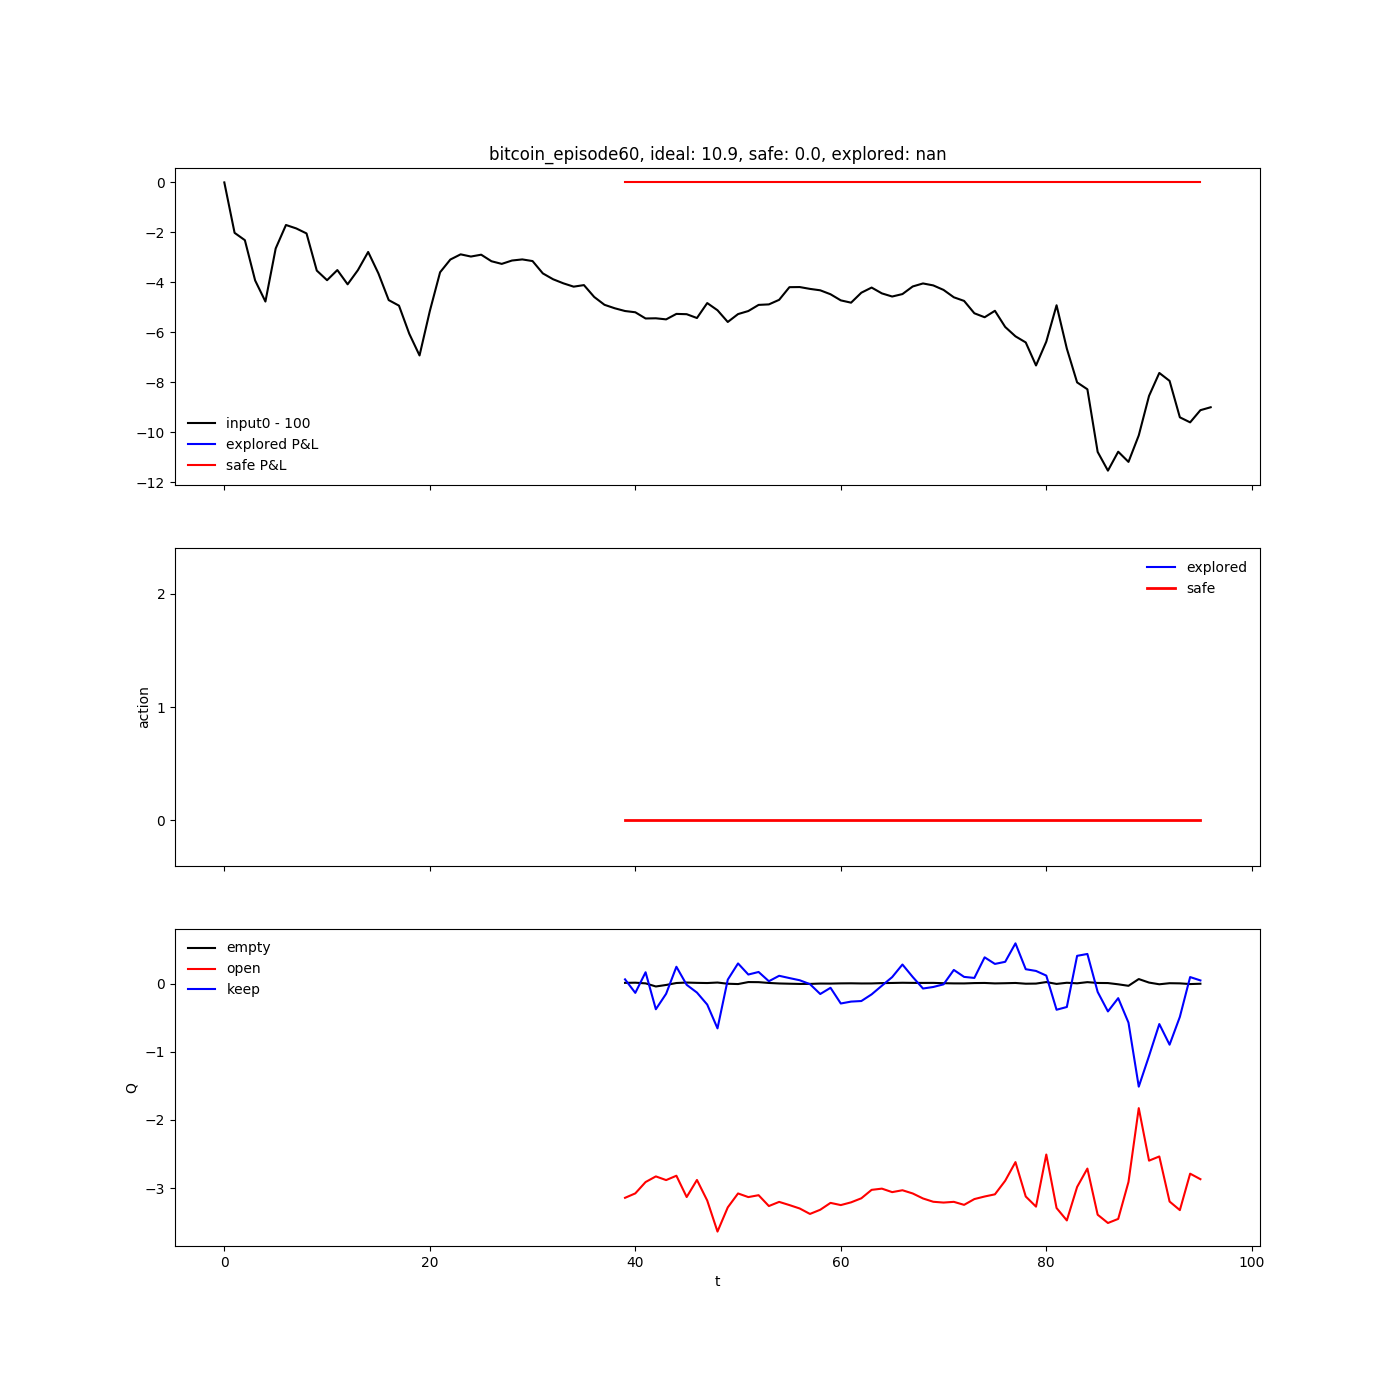 bitcoin_episode60, ideal: 10.9, safe: 0.0, explored: nan
0
−2
−4
−6
−8
−10
−12
input0 - 100
explored P&L
safe P&L
2
1
0
action
explored
safe
0
−1
−2
−3
Q
empty
open
keep
0 20 40 60 80 100
t